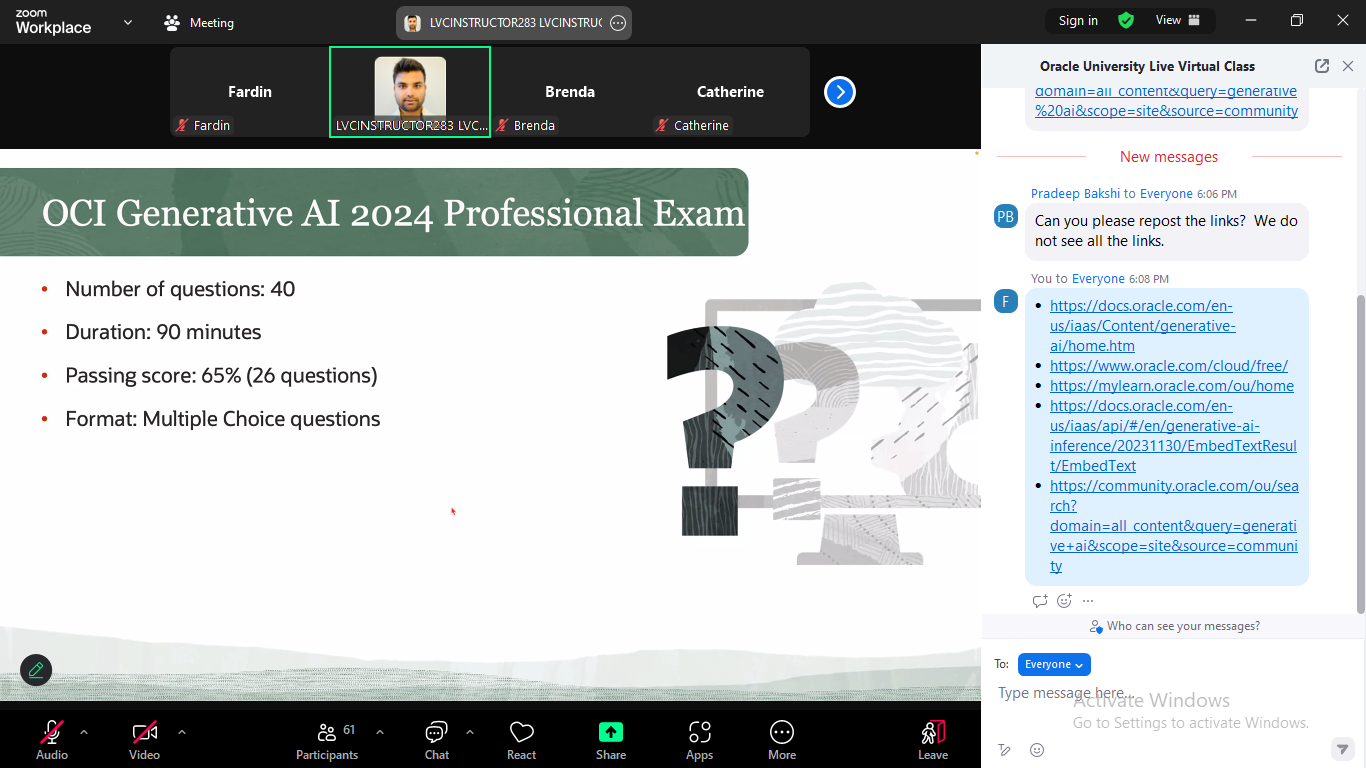 zoom
Workplace
Meeting
LVCINSTRUCTOR283 LVCINSTRUC
Sign in
View
Fardin
Fardin
LVCINSTRUCTOR283 LVC...
Brenda
Brenda
Catherine
Catherine
OCI Generative AI 2024 Professional Exam
• Number of questions: 40
• Duration: 90 minutes
• Passing score: 65% (26 questions)
• Format: Multiple Choice questions
Oracle University Live Virtual Class
domain=all_content&query=generative
%20ai&scope=site&source=community
New messages
Pradeep Bakshi to Everyone 6:06 PM
PB
Can you please repost the links? We do
not see all the links.
You to Everyone 6:08 PM
F
• https://docs.oracle.com/en-
us/iaas/Content/generative-
ai/home.htm
• https://www.oracle.com/cloud/free/
• https://mylearn.oracle.com/ou/home
• https://docs.oracle.com/en-
us/iaas/api/#/en/generative-ai-
inference/20231130/EmbedTextResul
t/EmbedText
• https://community.oracle.com/ou/sea
rch?
domain=all_content&query=generati
ve+ai&scope=site&source=communi
ty
Who can see your messages?
To: Everyone
Type message here...
Activate Windows
Go to Settings to activate Windows.
Audio
Video
61
Participants
Chat
React
Share
Apps
More
Leave